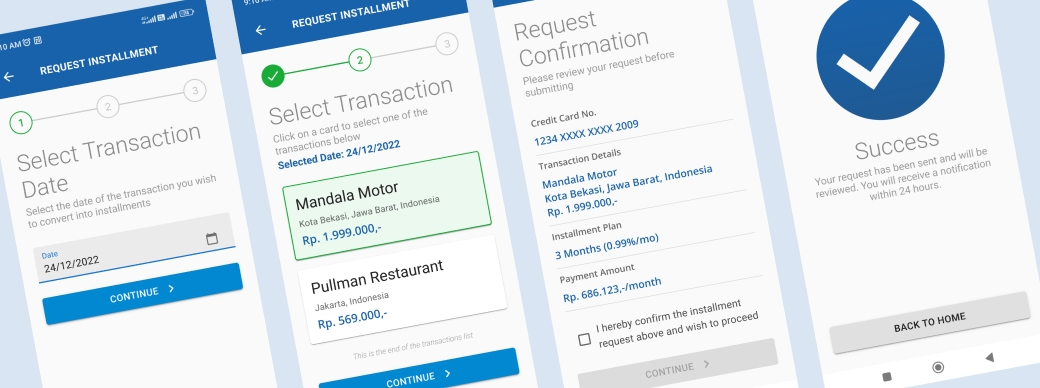 :10 AM
REQUEST INSTALLMENT
1
2
3
Select Transaction
Date
Select the date of the transaction you wish
to convert into installments
Date
24/12/2022
CONTINUE
9:10 AM
REQUEST INSTALLMENT
2
3
Select Transaction
Click on a card to select one of the
transactions below
Selected Date: 24/12/2022
Mandala Motor
Kota Bekasi, Jawa Barat, Indonesia
Rp. 1.999.000,-
Pullman Restaurant
Jakarta, Indonesia
Rp. 569.000,-
This is the end of the transactions list
CONTINUE
Request
Confirmation
Please review your request before
submitting
Credit Card No.
1234 XXXX XXXX 2009
Transaction Details
Mandala Motor
Kota Bekasi, Jawa Barat, Indonesia
Rp. 1.999.000,-
Installment Plan
3 Months (0.99%/mo)
Payment Amount
Rp. 686.123,-/month
I hereby confirm the installment
request above and wish to proceed
CONTINUE
Success
Your request has been sent and will be
reviewed. You will receive a notification
within 24 hours.
BACK TO HOME